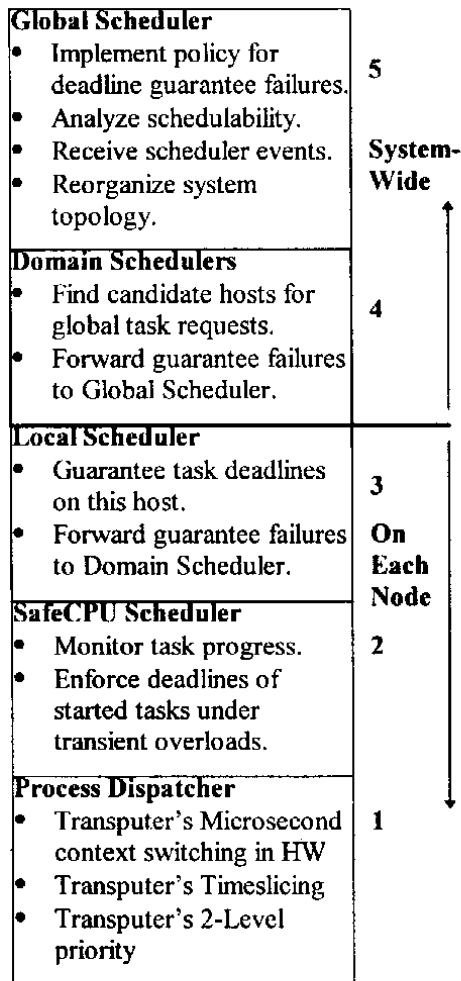 Global Scheduler
• Implement policy for
deadline guarantee failures.
• Analyze schedulability.
• Receive scheduler events.
• Reorganize system
topology.
5
System-
Wide
Domain Schedulers
• Find candidate hosts for
global task requests.
• Forward guarantee failures
to Global Scheduler.
4
Local Scheduler
• Guarantee task deadlines
on this host.
• Forward guarantee failures
to Domain Scheduler.
3
On
Each
Node
SafeCPU Scheduler
• Monitor task progress.
• Enforce deadlines of
started tasks under
transient overloads.
2
Process Dispatcher
• Transputer's Microsecond
context switching in HW
• Transputer's Timeslicing
• Transputer's 2-Level
priority
1